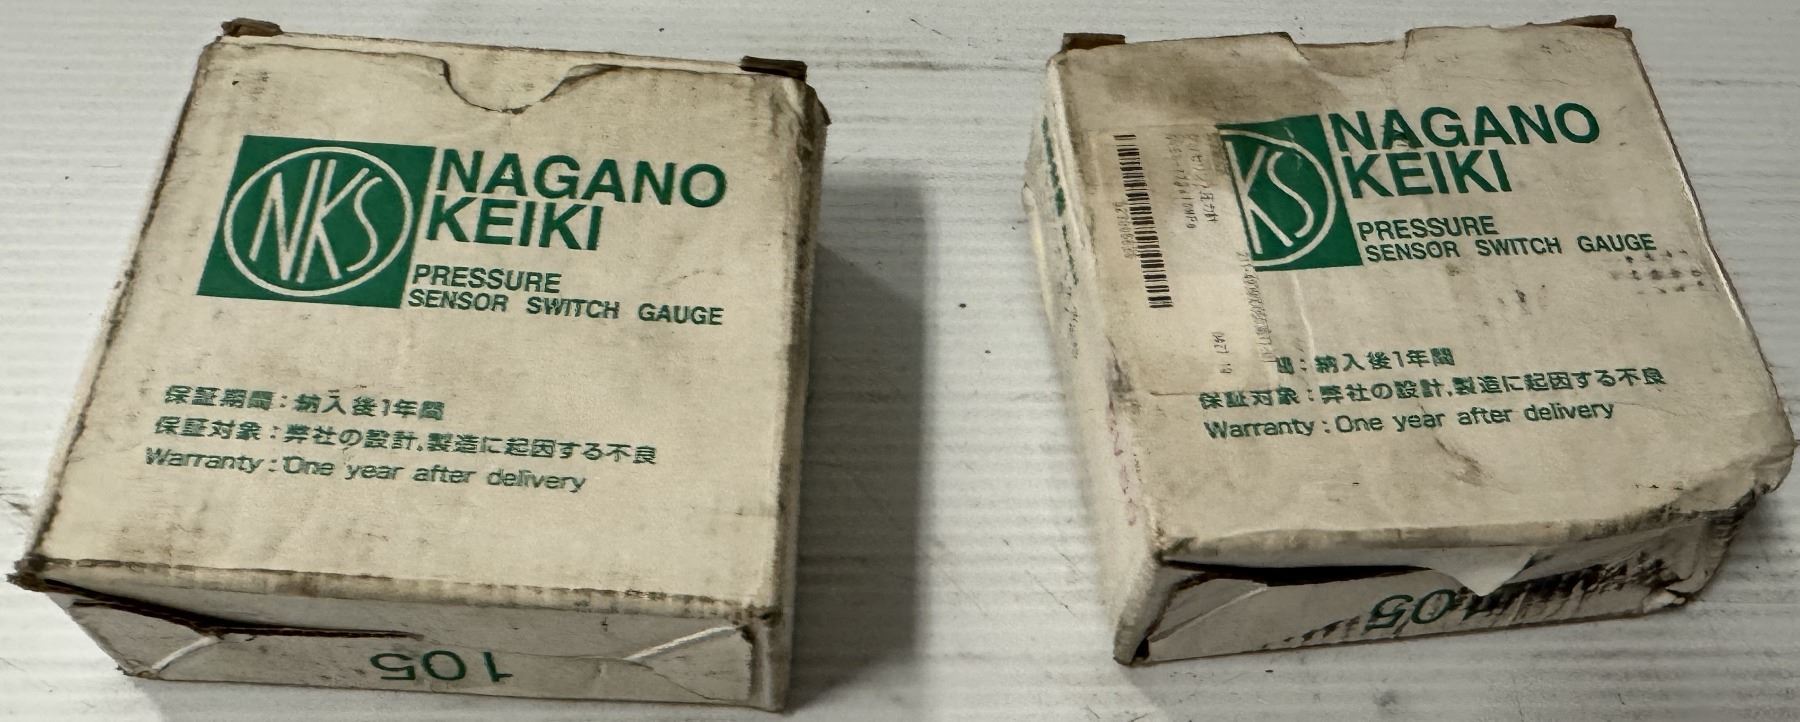 NKS
NAGANO
KEIKI
PRESSURE
SENSOR SWITCH GAUGE
保証期間:納入後1年間
保証対象:弊社の設計,製造に起因する不良
Warranty:One year after delivery
105
KS
NAGANO
KEIKI
PRESSURE
SENSOR SWITCH GAUGE
間:納入後1年間
保証対象:弊社の設計,製造に起因する不良
Warranty:One year after delivery
105